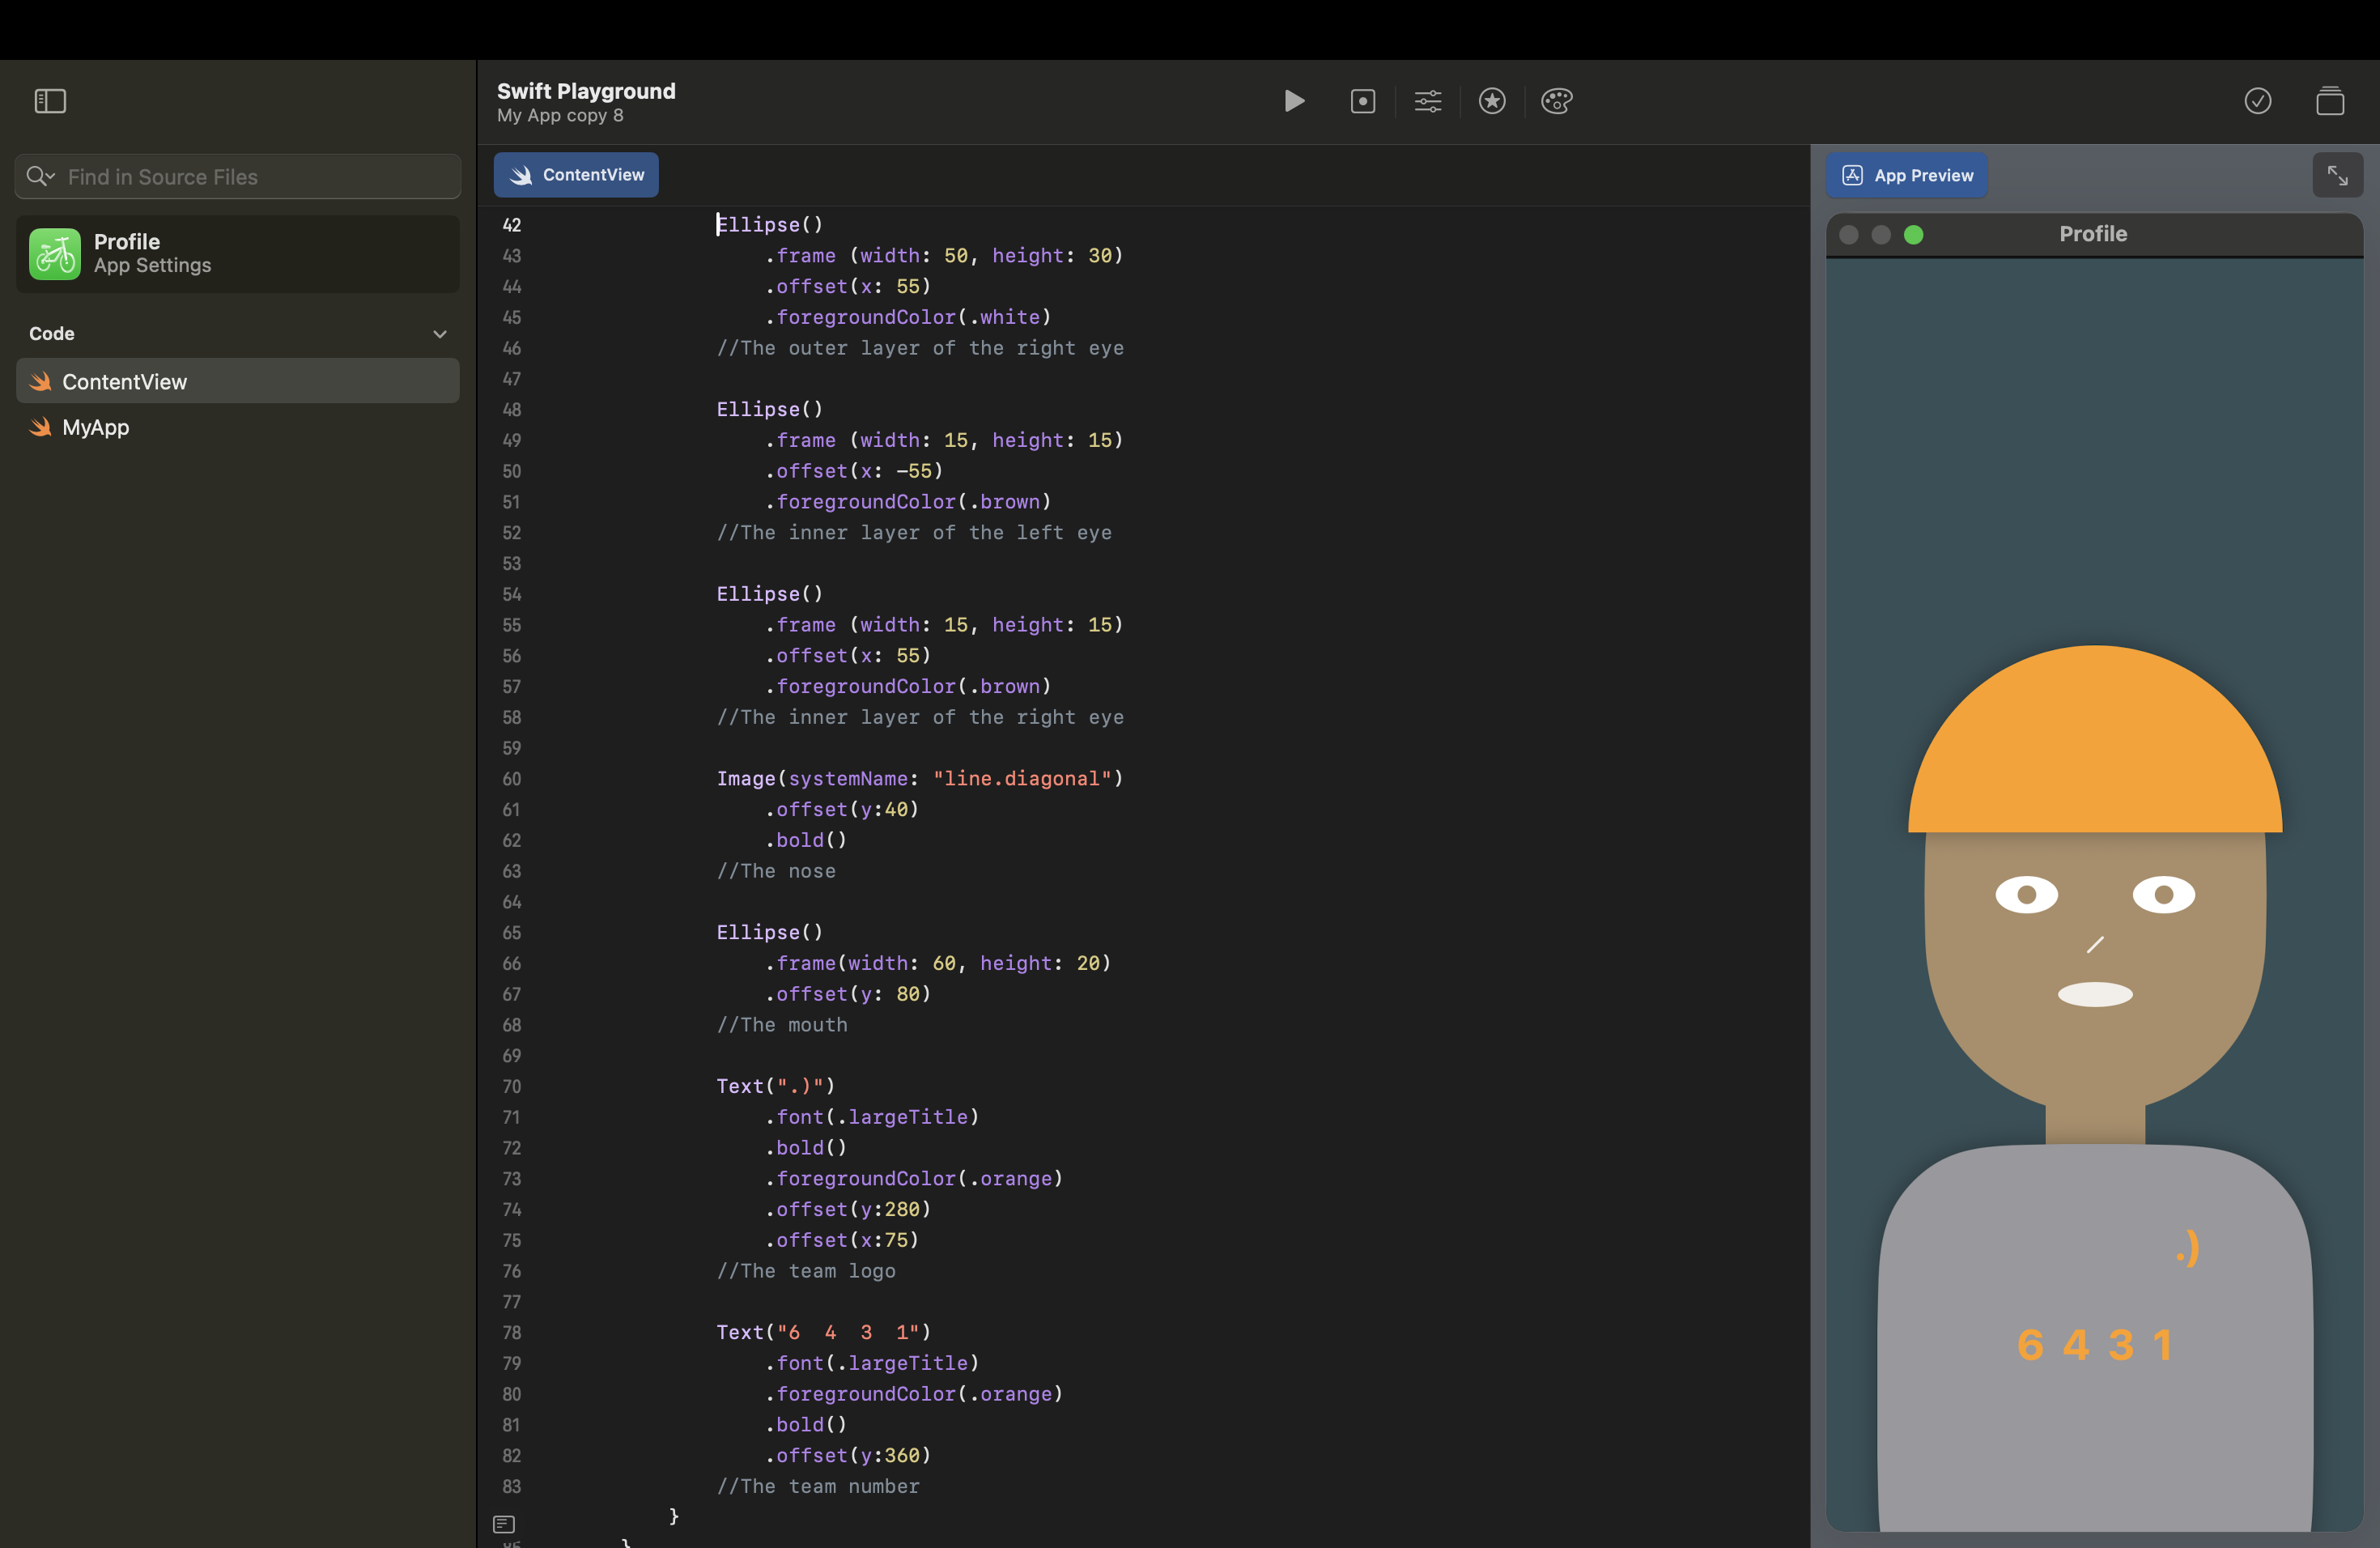 Swift Playground
My App copy 8
Find in Source Files
Profile
App Settings
Code
ContentView
MyApp
ContentView
42 Ellipse()
43 .frame (width: 50, height: 30)
44 .offset(x: 55)
45 .foregroundColor(.white)
46 //The outer layer of the right eye
47
48 Ellipse()
49 .frame (width: 15, height: 15)
50 .offset(x: -55)
51 .foregroundColor(.brown)
52 //The inner layer of the left eye
53
54 Ellipse()
55 .frame (width: 15, height: 15)
56 .offset(x: 55)
57 .foregroundColor(.brown)
58 //The inner layer of the right eye
59
60 Image(systemName: "line.diagonal")
61 .offset(y:40)
62 .bold()
63 //The nose
64
65 Ellipse()
66 .frame(width: 60, height: 20)
67 .offset(y: 80)
68 //The mouth
69
70 Text(".)")
71 .font(.largeTitle)
72 .bold()
73 .foregroundColor(.orange)
74 .offset(y:280)
75 .offset(x:75)
76 //The team logo
77
78 Text("6  4  3  1")
79 .font(.largeTitle)
80 .foregroundColor(.orange)
81 .bold()
82 .offset(y:360)
83 //The team number
}
}
App Preview
Profile
.)
6 4 3 1